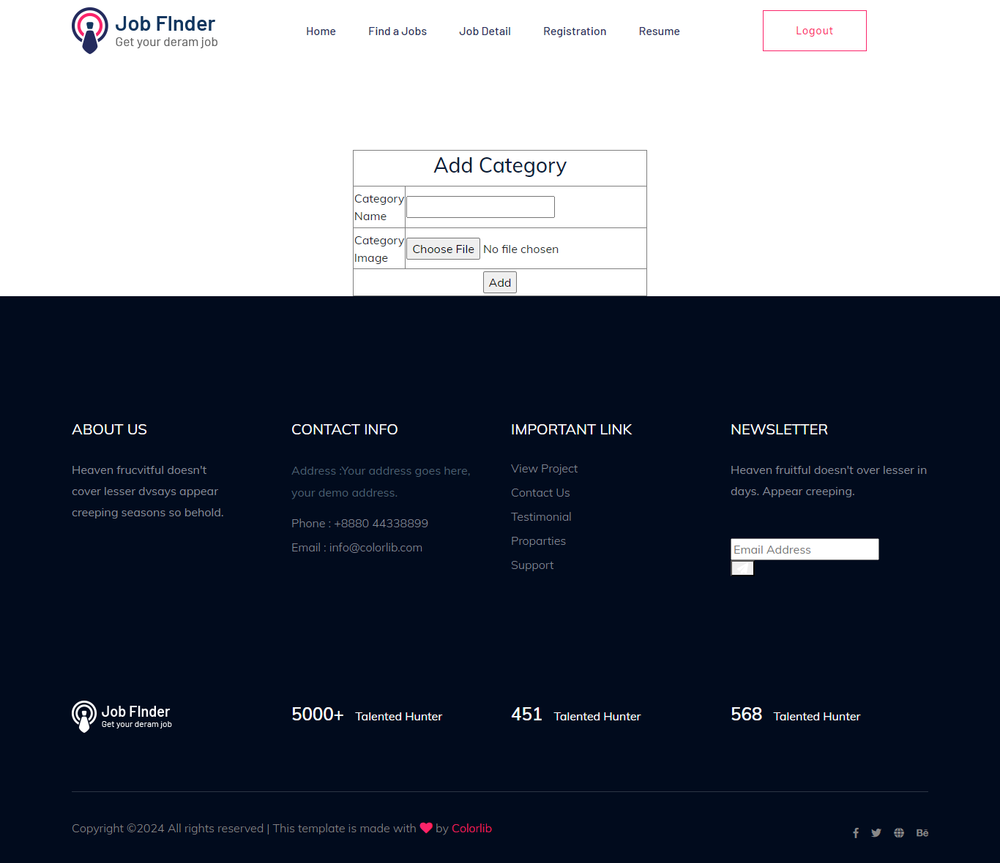 Job FInder
Get your deram job
Home
Find a Jobs
Job Detail
Registration
Resume
Logout
Add Category
Category
Name
Category
Image
Choose File No file chosen
Add
ABOUT US
Heaven frucvitful doesn't
cover lesser dvsays appear
creeping seasons so behold.
CONTACT INFO
Address :Your address goes here,
your demo address.
Phone : +8880 44338899
Email : info@colorlib.com
IMPORTANT LINK
View Project
Contact Us
Testimonial
Proparties
Support
NEWSLETTER
Heaven fruitful doesn't over lesser in
days. Appear creeping.
Email Address
Job FInder
Get your deram job
5000+ Talented Hunter
451 Talented Hunter
568 Talented Hunter
Copyright ©2024 All rights reserved | This template is made with ♥ by Colorlib